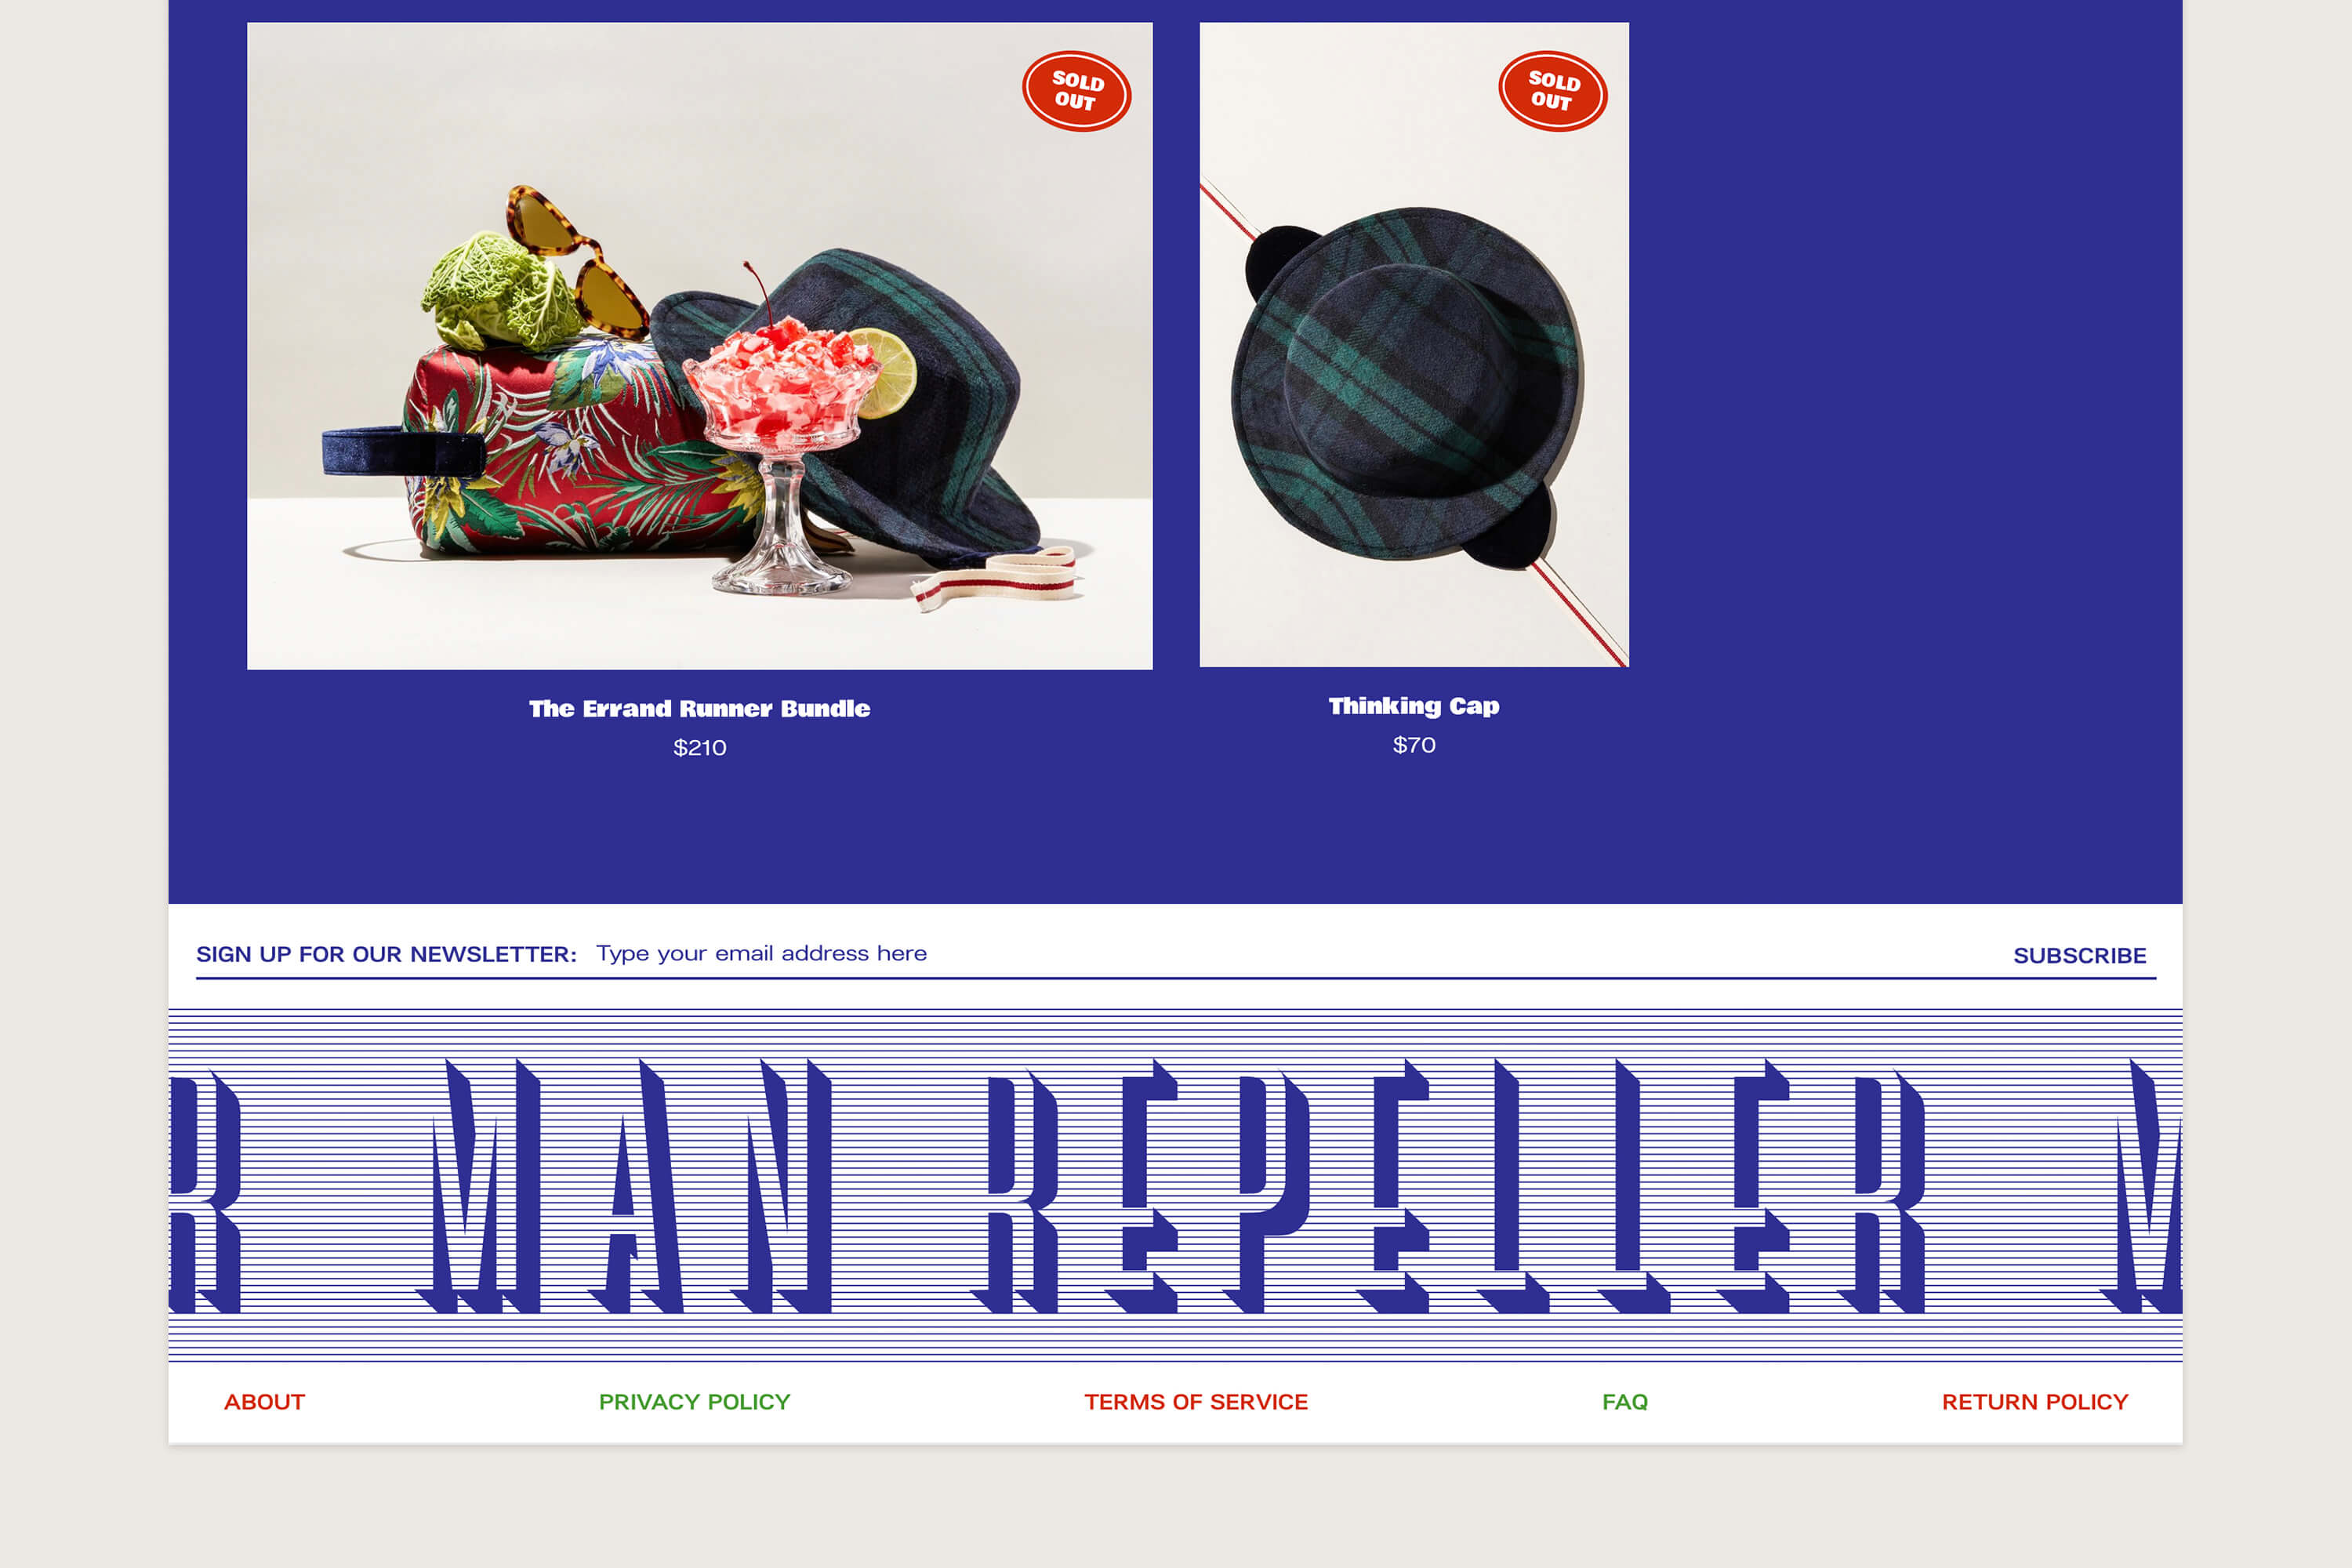 SOLD
OUT
SOLD
OUT
The Errand Runner Bundle
$210
Thinking Cap
$70
SIGN UP FOR OUR NEWSLETTER: Type your email address here
SUBSCRIBE
R MAN REPELLER M
ABOUT
PRIVACY POLICY
TERMS OF SERVICE
FAQ
RETURN POLICY